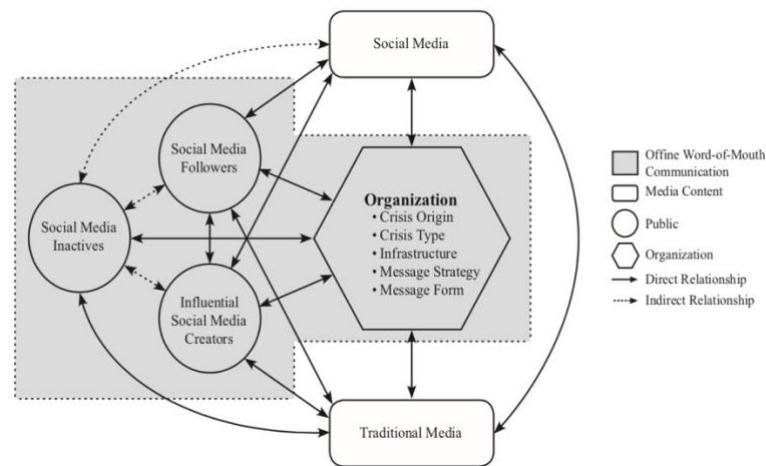 Social Media
Social Media
Followers
Social Media
Inactives
Influential
Social Media
Creators
Organization
• Crisis Origin
• Crisis Type
• Infrastructure
• Message Strategy
• Message Form
Traditional Media
Offine Word-of-Mouth
Communication
Media Content
Public
Organization
Direct Relationship
Indirect Relationship